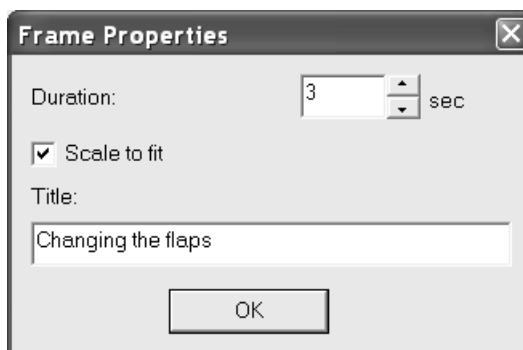 Frame Properties
Duration: 3 sec
Scale to fit
Title:
Changing the flaps
OK